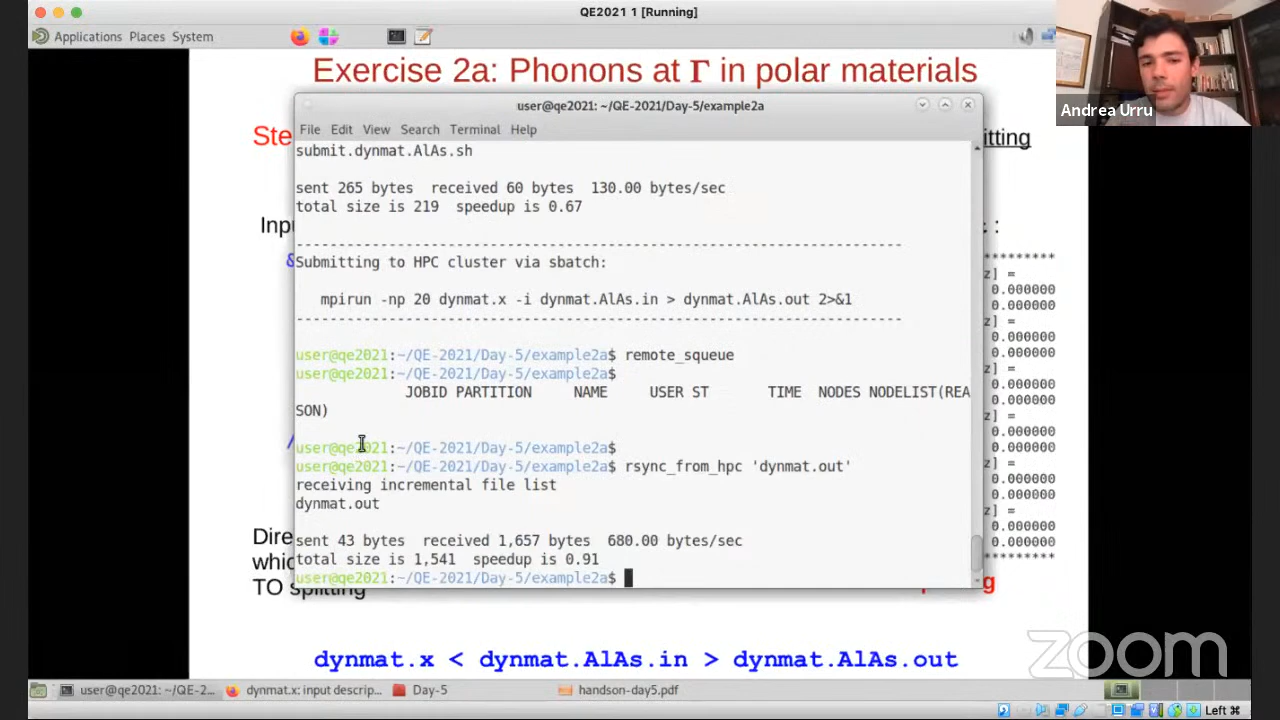 QE2021 1 [Running]
Applications Places System
Exercise 2a: Phonons at Γ in polar materials
Andrea Urru
user@qe2021: ~/QE-2021/Day-5/example2a
File Edit View Search Terminal Help
Ste
itting
submit.dynmat.AlAs.sh
sent 265 bytes  received 60 bytes  130.00 bytes/sec
total size is 219  speedup is 0.67
Inpu
:
--------------------------------------------------------------------------
*********
&
Submitting to HPC cluster via sbatch:
z] =
0.000000
mpirun -np 20 dynmat.x -i dynmat.AlAs.in > dynmat.AlAs.out 2>&1
0.000000
--------------------------------------------------------------------------
z] =
0.000000
user@qe2021:~/QE-2021/Day-5/example2a$ remote_squeue
0.000000
user@qe2021:~/QE-2021/Day-5/example2a$
z] =
JOBID PARTITION NAME USER ST TIME NODES NODELIST(REA
0.000000
SON)
0.000000
z] =
/
0.000000
user@qe2021:~/QE-2021/Day-5/example2a$
0.000000
user@qe2021:~/QE-2021/Day-5/example2a$ rsync_from_hpc 'dynmat.out'
z] =
receiving incremental file list
0.000000
0.000000
dynmat.out
z] =
0.000000
Dire
sent 43 bytes  received 1,657 bytes  680.00 bytes/sec
0.000000
whic
total size is 1,541  speedup is 0.91
*********
user@qe2021:~/QE-2021/Day-5/example2a$
TO splitting
g
dynmat.x < dynmat.AlAs.in > dynmat.AlAs.out
zoom
user@qe2021: ~/QE-2... dynmat.x: input descrip... Day-5 handson-day5.pdf
Left ⌘